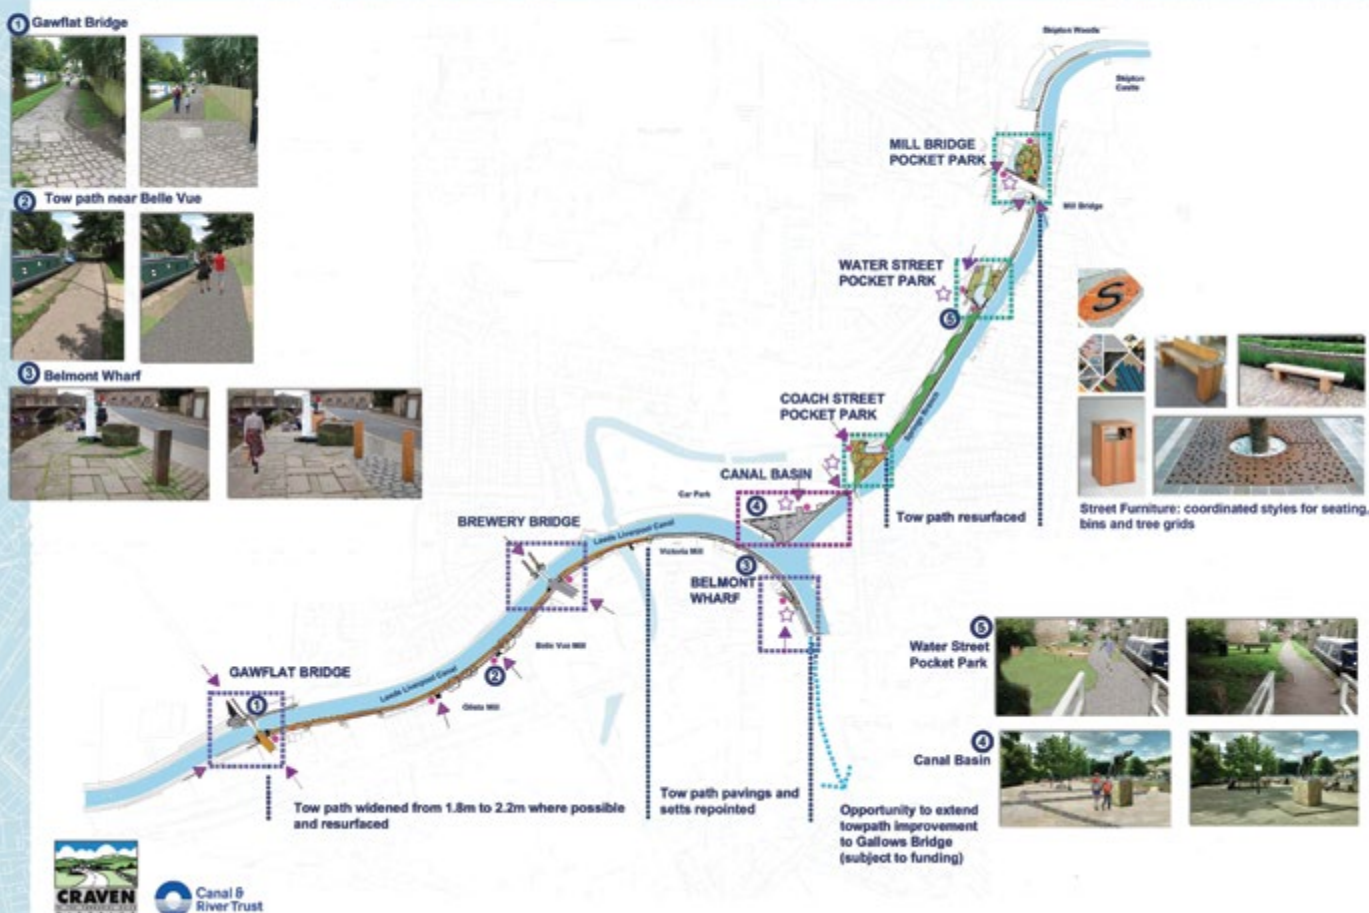 1 Gawflat Bridge
2 Tow path near Belle Vue
3 Belmont Wharf
Skipton Woods
Skipton
Castle
MILL BRIDGE
POCKET PARK
Mill Bridge
WATER STREET
POCKET PARK
5
S
COACH STREET
POCKET PARK
Springs Branch
CANAL BASIN
Car Park
4
Tow path resurfaced
Street Furniture: coordinated styles for seating,
bins and tree grids
BREWERY BRIDGE
Leeds Liverpool Canal
Victoria Mill
3
BELMONT
WHARF
Belle Vue Mill
2
GAWFLAT BRIDGE
1
Leeds Liverpool Canal
Mill
5
Water Street
Pocket Park
4
Canal Basin
Tow path widened from 1.8m to 2.2m where possible
and resurfaced
Tow path pavings and
setts repointed
Opportunity to extend
towpath improvement
to Gallows Bridge
(subject to funding)
CRAVEN
Canal &
River Trust